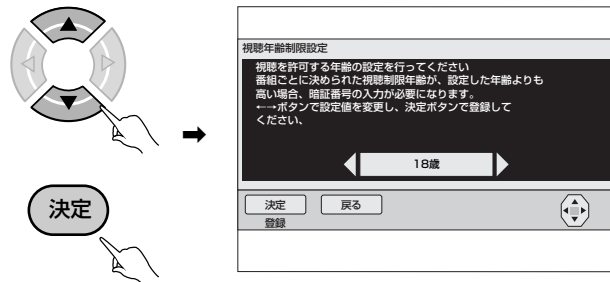 決定
視聴年齢制限設定
視聴を許可する年齢の設定を行ってください
番組ごとに決められた視聴制限年齢が、設定した年齢よりも
高い場合、暗証番号の入力が必要になります。
←→ボタンで設定値を変更し、決定ボタンで登録して
ください、
18歳
決定 戻る
登録